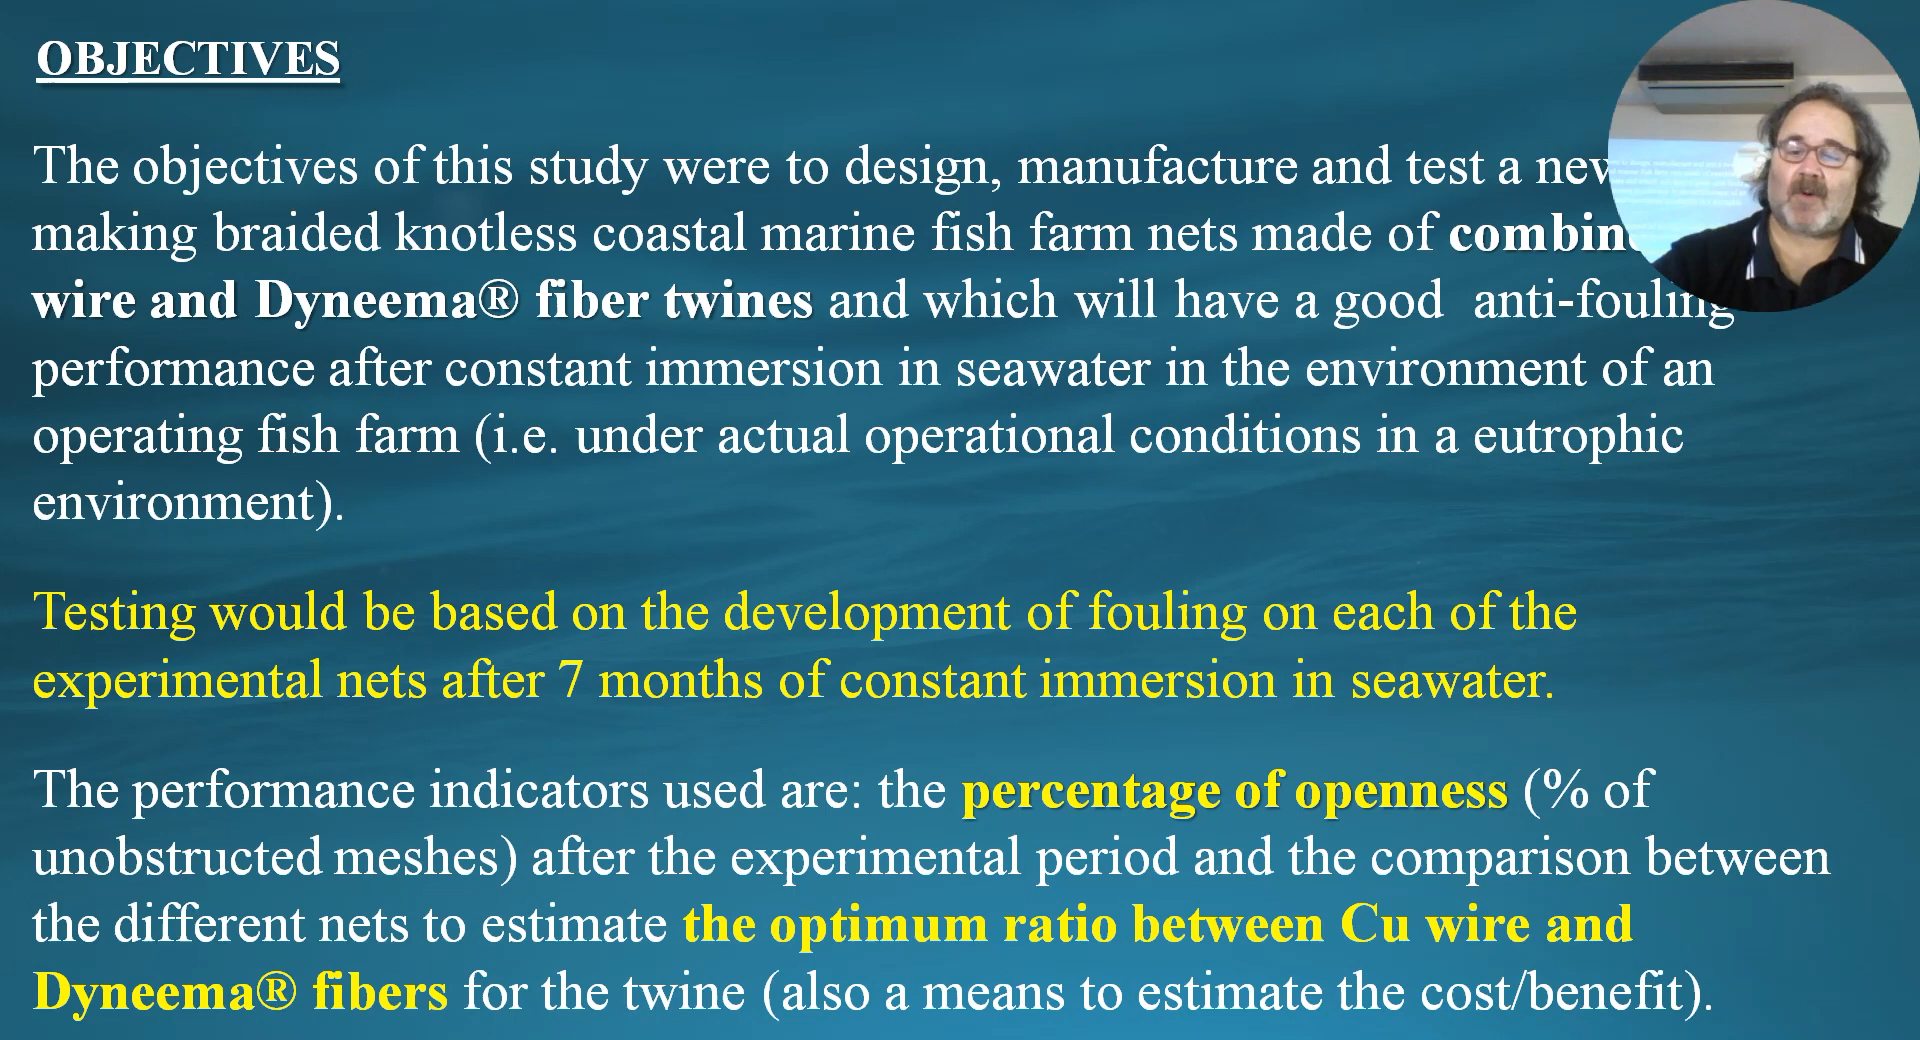 OBJECTIVES
The objectives of this study were to design, manufacture and test a new
making braided knotless coastal marine fish farm nets made of
wire and Dyneema® fiber twines and which will have a good anti-fouling
performance after constant immersion in seawater in the environment of an
operating fish farm (i.e. under actual operational conditions in a eutrophic
environment).
Testing would be based on the development of fouling on each of the
experimental nets after 7 months of constant immersion in seawater.
The performance indicators used are: the percentage of openness (% of
unobstructed meshes) after the experimental period and the comparison between
the different nets to estimate the optimum ratio between Cu wire and
Dyneema® fibers for the twine (also a means to estimate the cost/benefit).